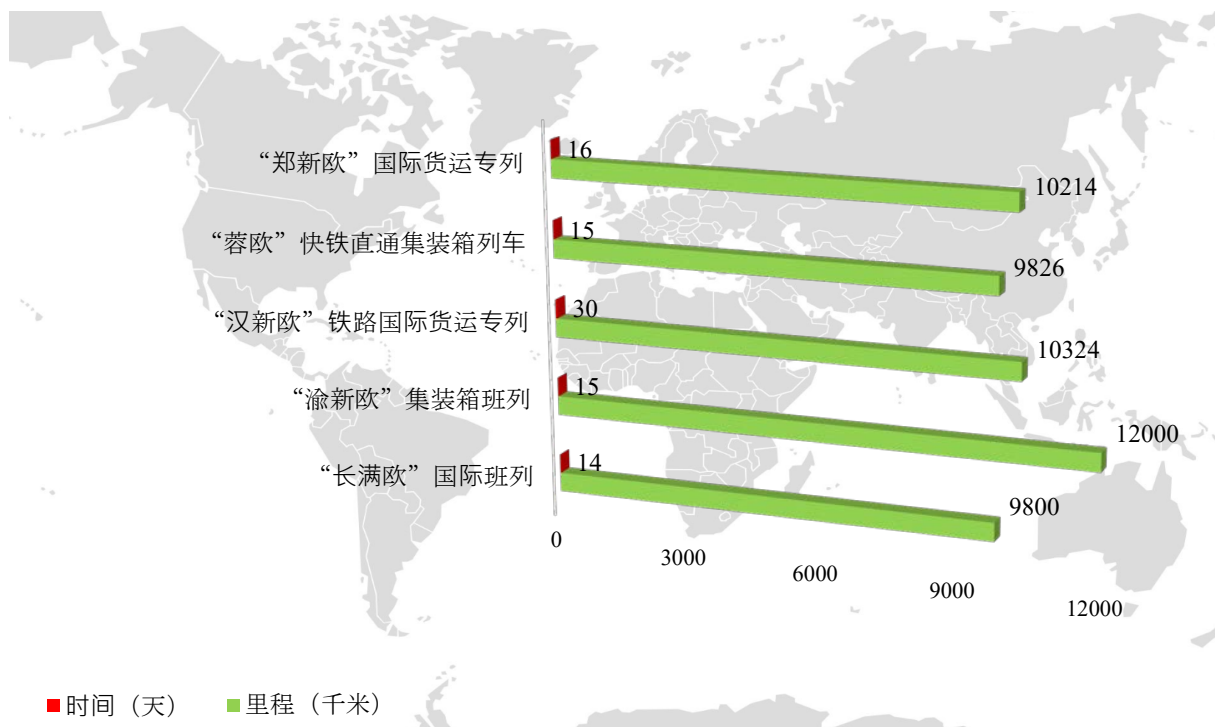 16
“郑新欧”国际货运专列
10214
15
“蓉欧”快铁直通集装箱列车
9826
30
“汉新欧”铁路国际货运专列
10324
15
“渝新欧”集装箱班列
12000
14
“长满欧”国际班列
9800
0
3000
6000
9000
12000
时间（天）
里程（千米）